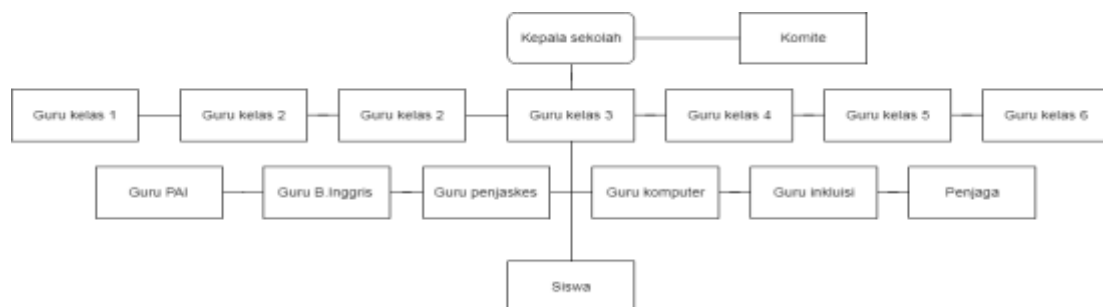 Kepala sekolah
Komite
Guru kelas 1
Guru kelas 2
Guru kelas 2
Guru kelas 3
Guru kelas 4
Guru kelas 5
Guru kelas 6
Guru PAI
Guru B.Inggris
Guru penjaskes
Guru komputer
Guru inkluisi
Penjaga
Siswa